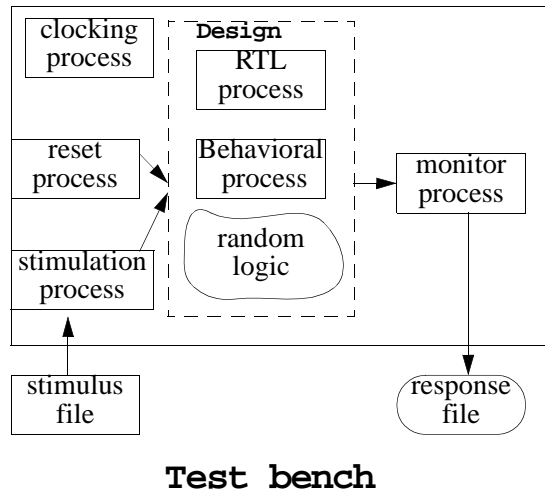 clocking
process
Design
RTL
process
reset
process
Behavioral
process
monitor
process
random
logic
stimulation
process
stimulus
file
response
file
Test bench